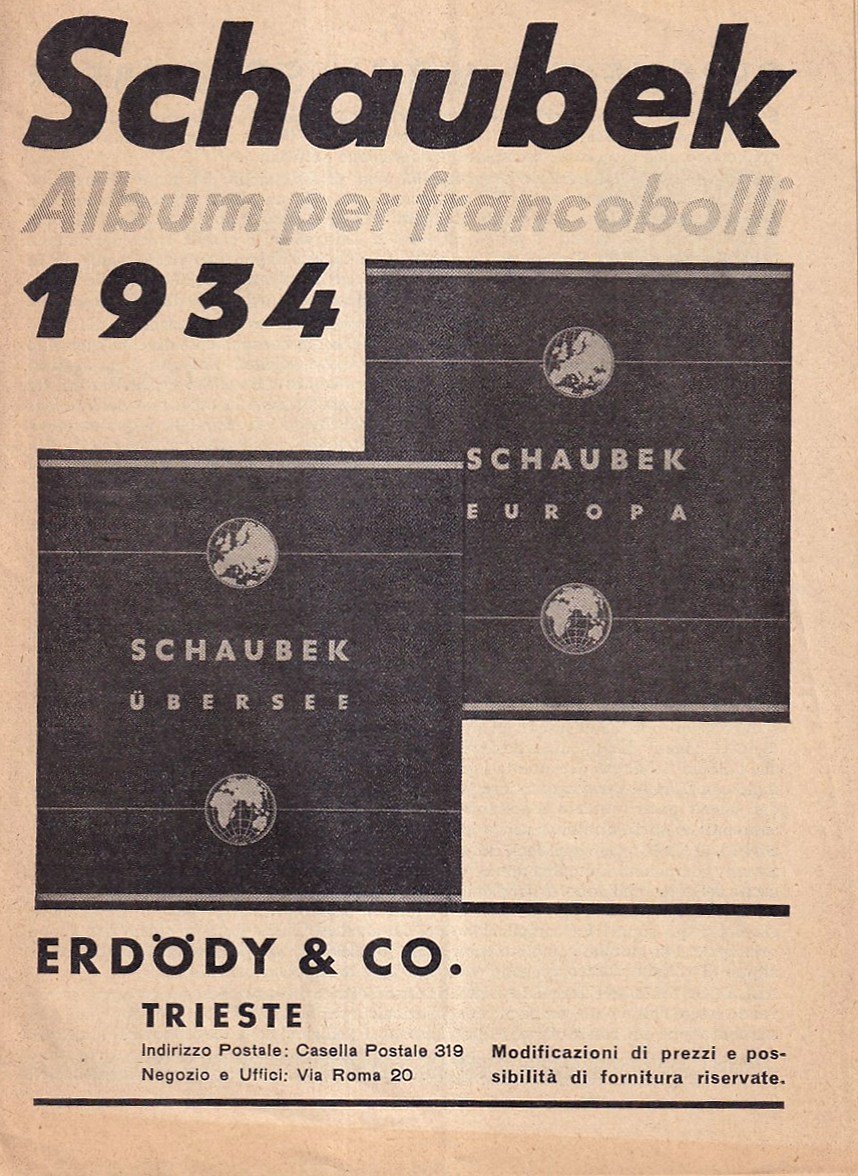 Schaubek
Album per francobolli
1934
SCHAUBEK
EUROPA
SCHAUBEK
ÜBERSEE
ERDÖDY & CO.
TRIESTE
Indirizzo Postale: Casella Postale 319
Negozio e Uffici: Via Roma 20
Modificazioni di prezzi e pos-
sibilità di fornitura riservate.